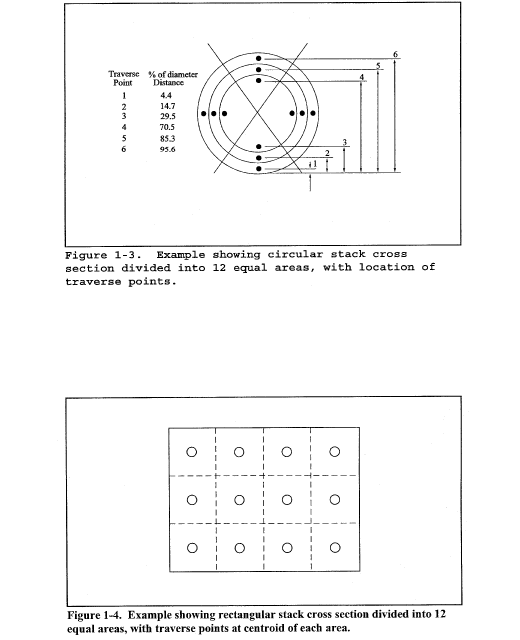 Traverse Point % of diameter Distance
1 4.4
2 14.7
3 29.5
4 70.5
5 85.3
6 95.6
6
5
4
3
2
1
Figure 1-3. Example showing circular stack cross
section divided into 12 equal areas, with location of
traverse points.
Figure 1-4. Example showing rectangular stack cross section divided into 12
equal areas, with traverse points at centroid of each area.